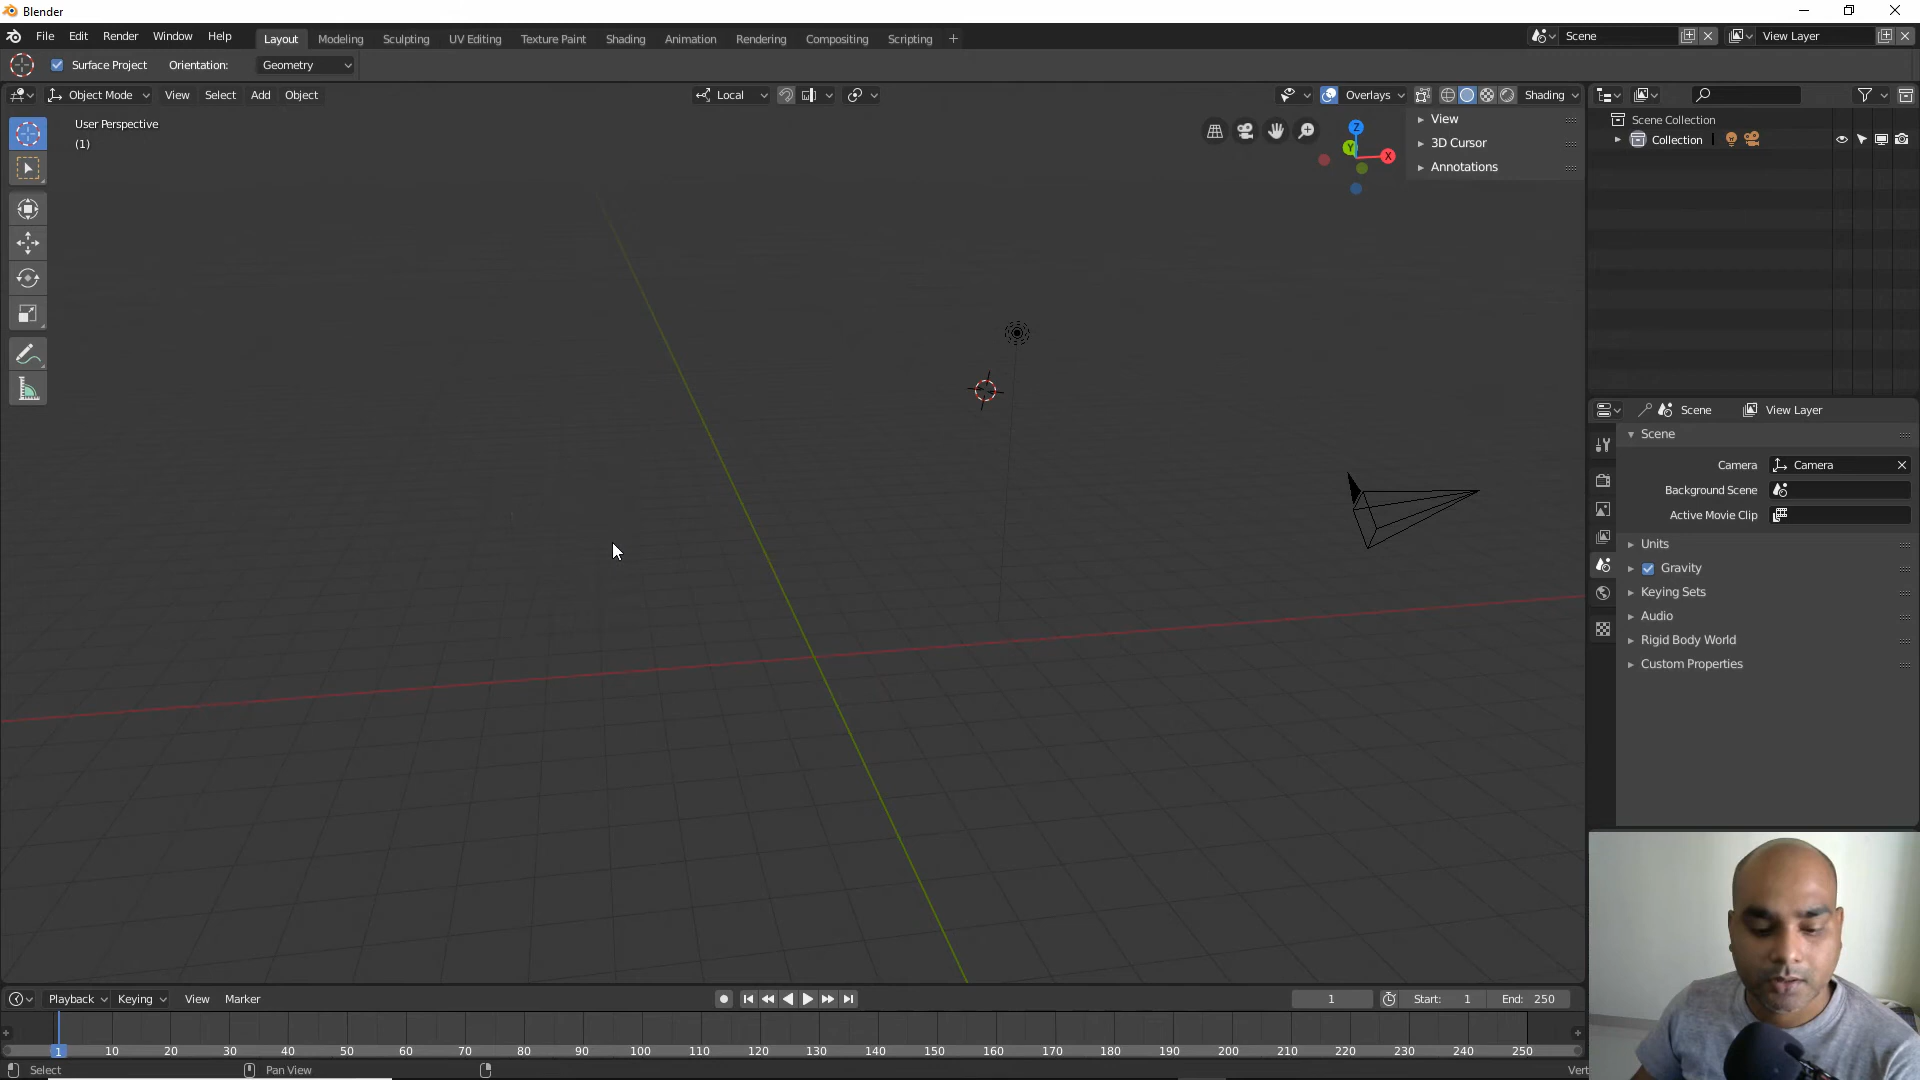 Blender
File Edit Render Window Help Layout Modeling Sculpting UV Editing Texture Paint Shading Animation Rendering Compositing Scripting + Scene View Layer
Surface Project Orientation: Geometry
Object Mode View Select Add Object Local Overlays Shading
User Perspective
(1)
Z
Y
X
View
3D Cursor
Annotations
Scene Collection
Collection
Scene View Layer
Scene
Camera Camera
Background Scene
Active Movie Clip
Units
Gravity
Keying Sets
Audio
Rigid Body World
Custom Properties
Playback Keying View Marker 1 Start: 1 End: 250
1 10 20 30 40 50 60 70 80 90 100 110 120 130 140 150 160 170 180 190 200 210 220 230 240 250
Select Pan View Vert